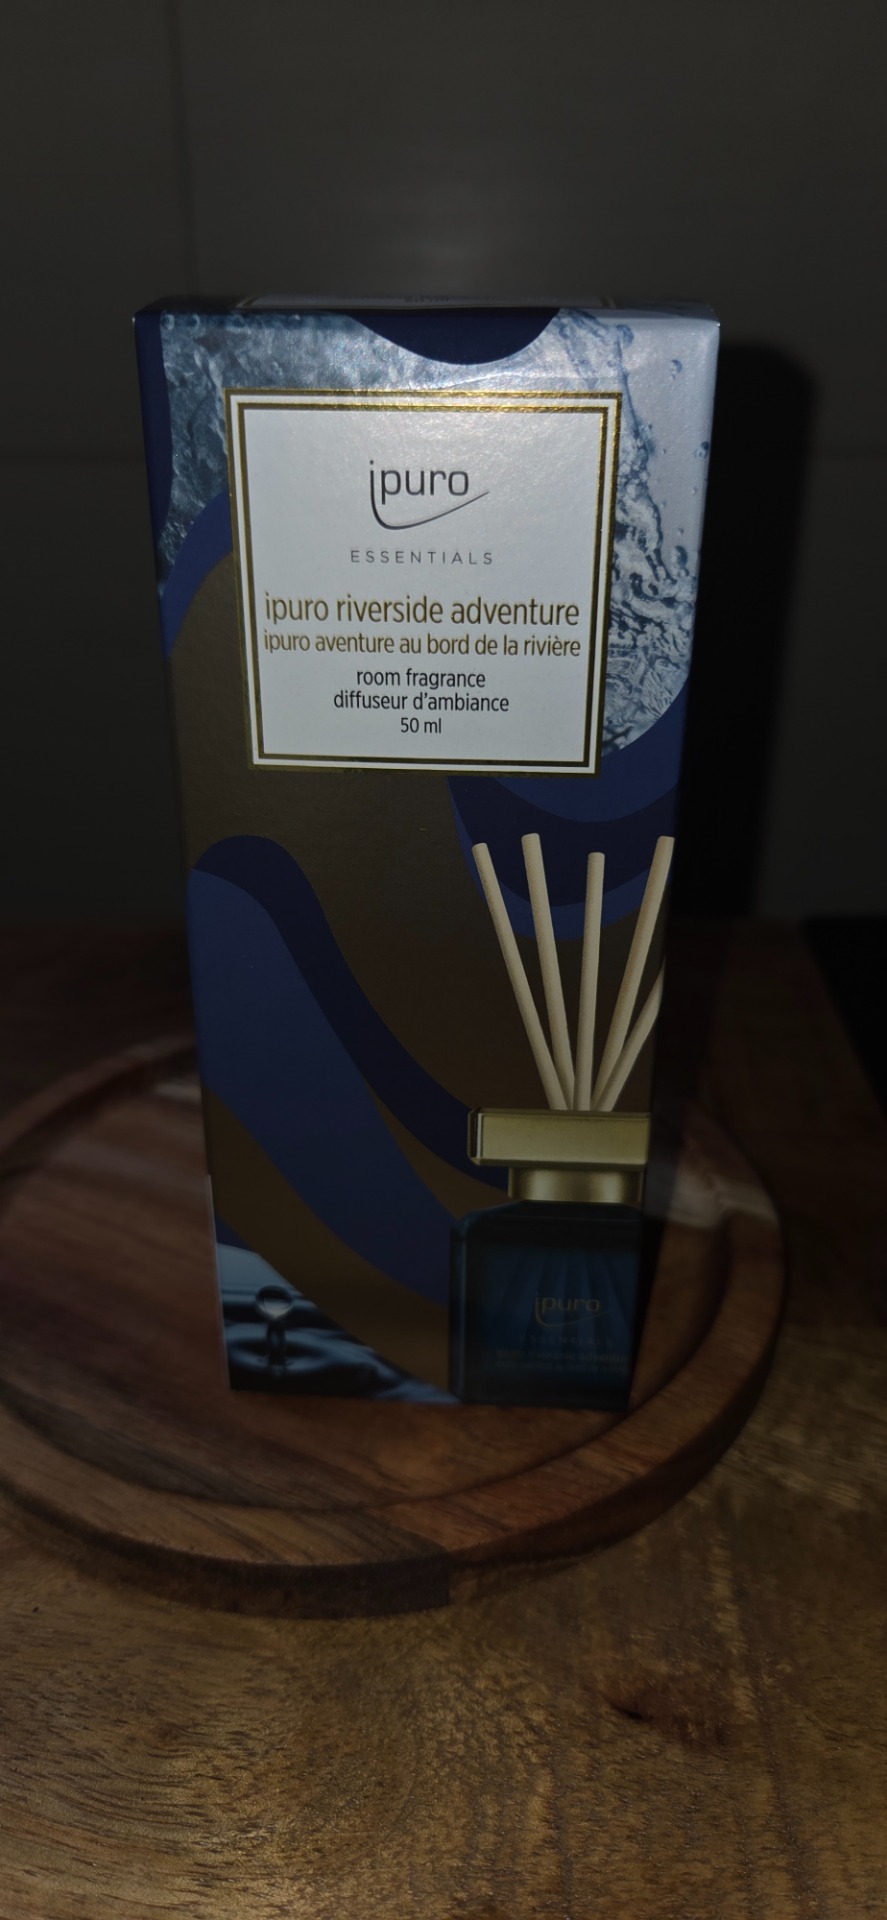 ipuro
ESSENTIALS
ipuro riverside adventure
ipuro aventure au bord de la rivière
room fragrance
diffuseur d'ambiance
50 ml
ipuro
ESSENTIALS